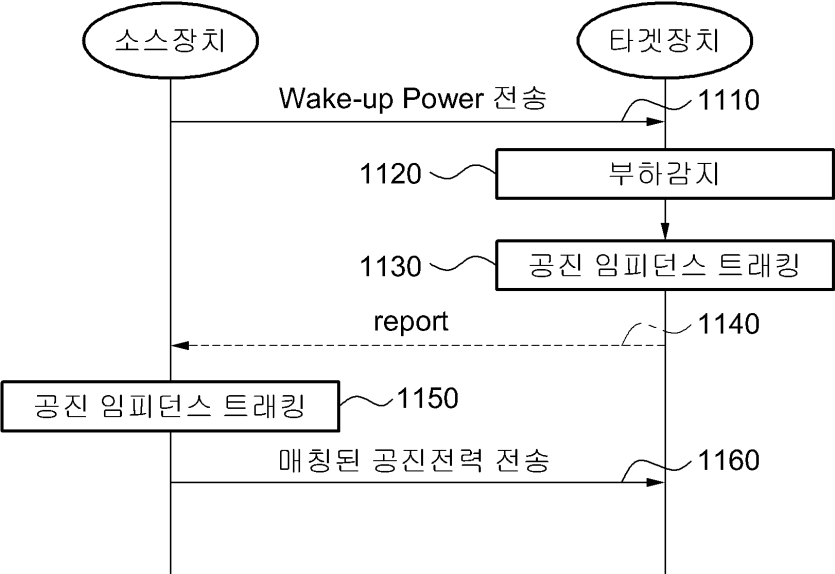 소스장치
타겟장치
Wake-up Power 전송
1110
1120
부하감지
1130
공진 임피던스 트래킹
report
1140
공진 임피던스 트래킹
1150
매칭된 공진전력 전송
1160